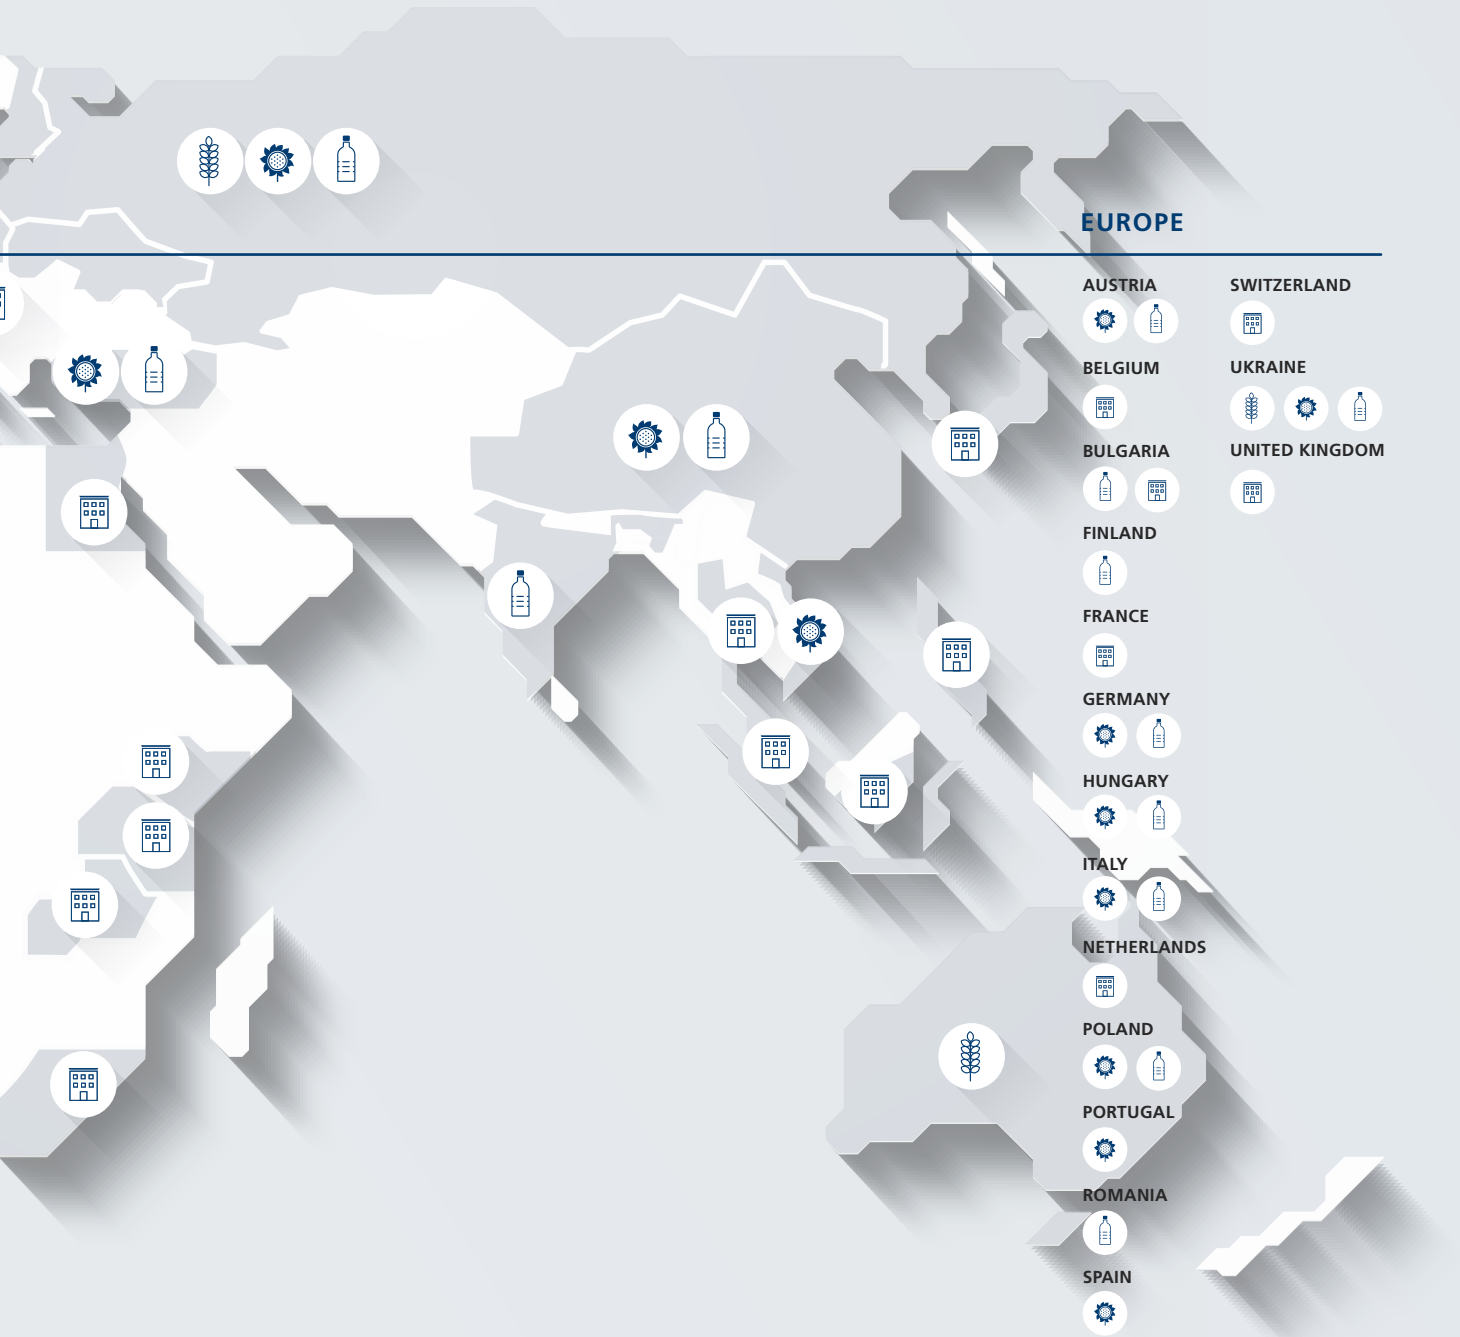 EUROPE
AUSTRIA
BELGIUM
BULGARIA
FINLAND
FRANCE
GERMANY
HUNGARY
ITALY
NETHERLANDS
POLAND
PORTUGAL
ROMANIA
SPAIN
SWITZERLAND
UKRAINE
UNITED KINGDOM